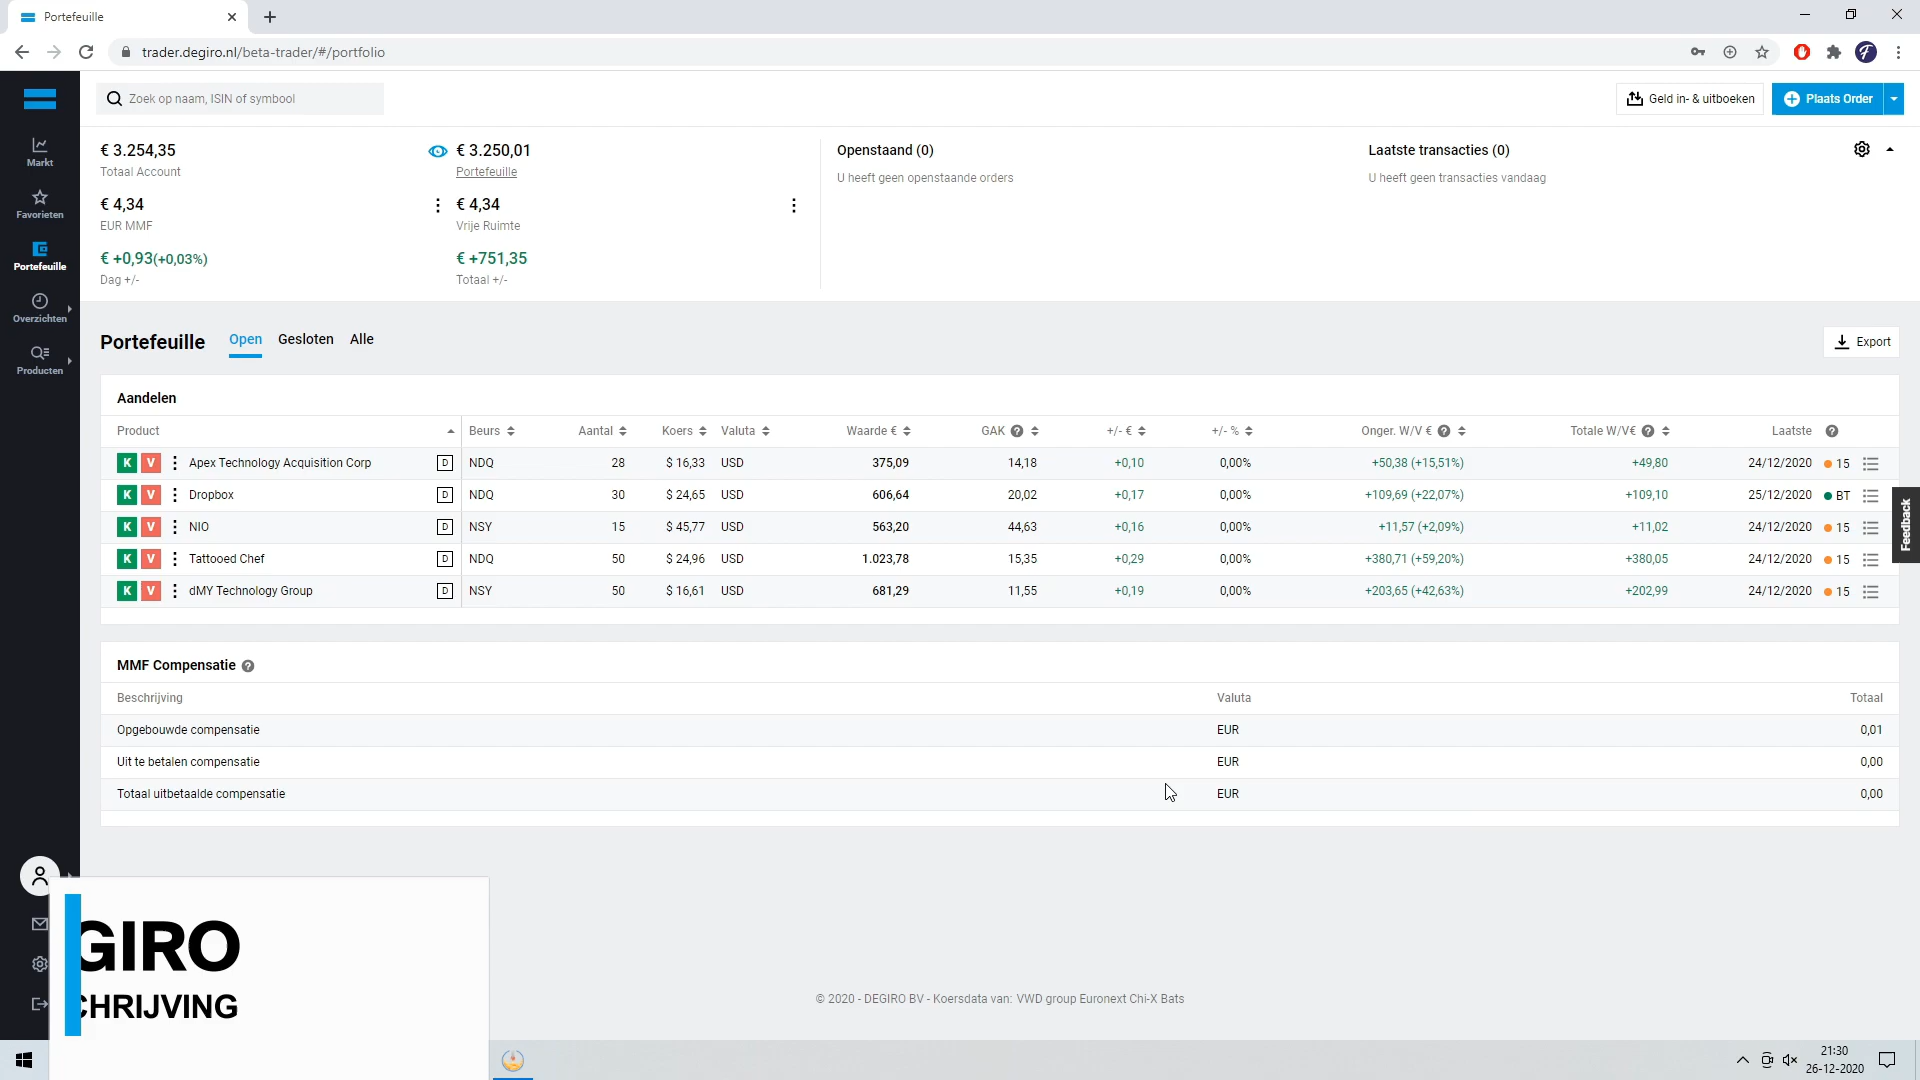 Portefeuille
trader.degiro.nl/beta-trader/#/portfolio
Zoek op naam, ISIN of symbool
Geld in- & uitboeken
Plaats Order
Markt
Favorieten
Portefeuille
Overzichten
Producten
€ 3.254,35
Totaal Account
€ 3.250,01
Portefeuille
€ 4,34
EUR MMF
€ 4,34
Vrije Ruimte
€ +0,93(+0,03%)
Dag +/-
€ +751,35
Totaal +/-
Openstaand (0)
U heeft geen openstaande orders
Laatste transacties (0)
U heeft geen transacties vandaag
Portefeuille Open Gesloten Alle
Export
Aandelen
Product Beurs Aantal Koers Valuta Waarde € GAK ? +/- € +/- % Onger. W/V € ? Totale W/V€ ? Laatste ?
K V Apex Technology Acquisition Corp D NDQ 28 $ 16,33 USD 375,09 14,18 +0,10 0,00% +50,38 (+15,51%) +49,80 24/12/2020 15
K V Dropbox D NDQ 30 $ 24,65 USD 606,64 20,02 +0,17 0,00% +109,69 (+22,07%) +109,10 25/12/2020 BT
K V NIO D NSY 15 $ 45,77 USD 563,20 44,63 +0,16 0,00% +11,57 (+2,09%) +11,02 24/12/2020 15
K V Tattooed Chef D NDQ 50 $ 24,96 USD 1.023,78 15,35 +0,29 0,00% +380,71 (+59,20%) +380,05 24/12/2020 15
K V dMY Technology Group D NSY 50 $ 16,61 USD 681,29 11,55 +0,19 0,00% +203,65 (+42,63%) +202,99 24/12/2020 15
Feedback
MMF Compensatie ?
Beschrijving Valuta Totaal
Opgebouwde compensatie EUR 0,01
Uit te betalen compensatie EUR 0,00
Totaal uitbetaalde compensatie EUR 0,00
GIRO
CHRIJVING
© 2020 - DEGIRO BV - Koersdata van: VWD group Euronext Chi-X Bats
21:30
26-12-2020